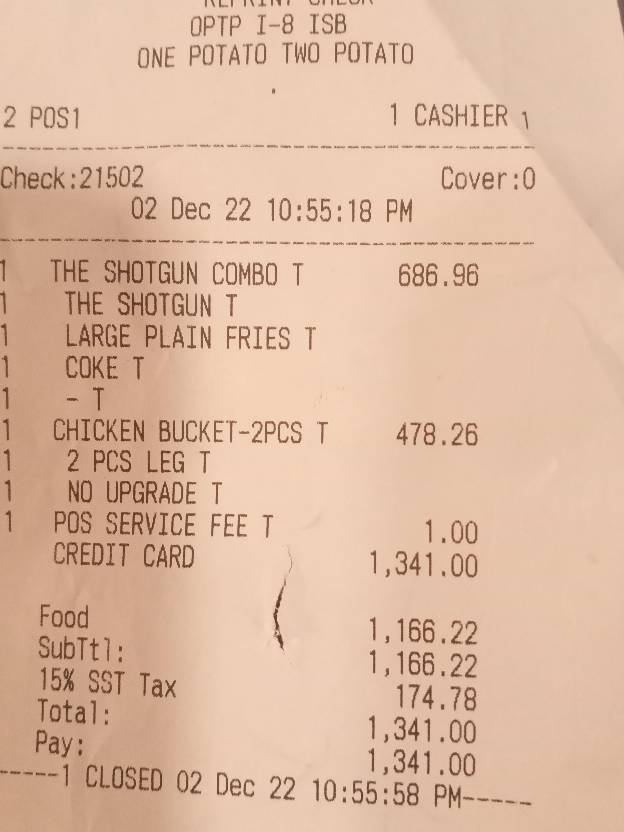 REPRINT CHECK
OPTP I-8 ISB
ONE POTATO TWO POTATO
2 POS1 1 CASHIER 1
Check:21502 Cover:0
02 Dec 22 10:55:18 PM
1 THE SHOTGUN COMBO T 686.96
1 THE SHOTGUN T
1 LARGE PLAIN FRIES T
1 COKE T
1 - T
1 CHICKEN BUCKET-2PCS T 478.26
1 2 PCS LEG T
1 NO UPGRADE T
1 POS SERVICE FEE T 1.00
CREDIT CARD 1,341.00
Food 1,166.22
SubTtl: 1,166.22
15% SST Tax 174.78
Total: 1,341.00
Pay: 1,341.00
-----1 CLOSED 02 Dec 22 10:55:58 PM-----